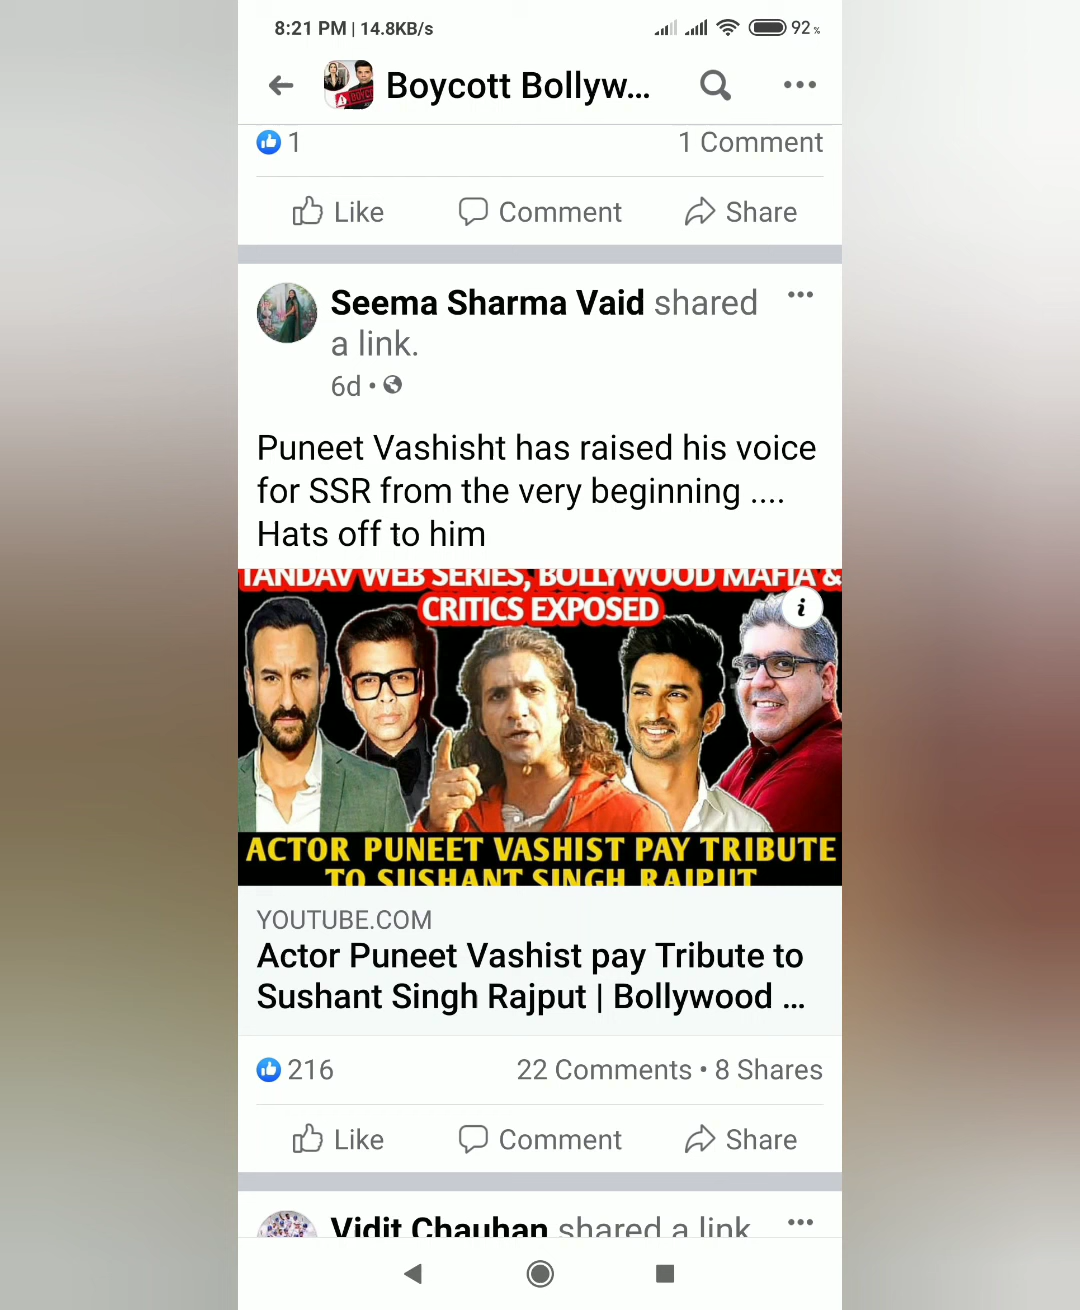 8:21 PM | 14.8KB/s
92%
Boycott Bollyw...
1
1 Comment
Like
Comment
Share
Seema Sharma Vaid shared
a link.
6d •
Puneet Vashisht has raised his voice
for SSR from the very beginning ....
Hats off to him
TANDAV WEB SERIES, BOLLYWOOD MAFIA &
CRITICS EXPOSED
ACTOR PUNEET VASHIST PAY TRIBUTE
TO SUSHANT SINGH RAJPUT
YOUTUBE.COM
Actor Puneet Vashist pay Tribute to
Sushant Singh Rajput | Bollywood ...
216
22 Comments • 8 Shares
Like
Comment
Share
Vidit Chauhan shared a link